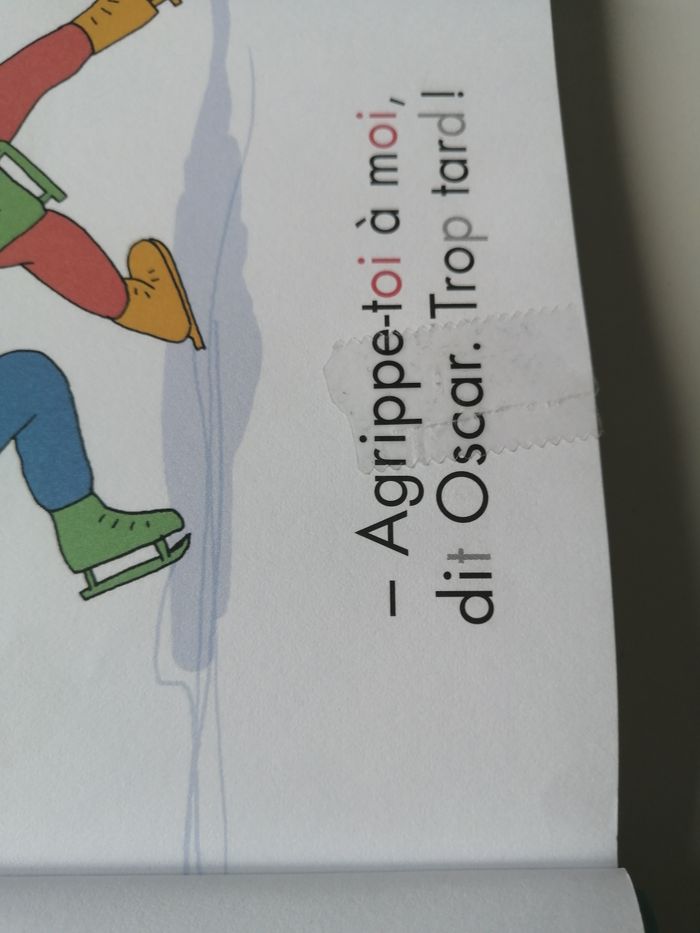 – Agrippe-toi à moi,
dit Oscar. Trop tard !